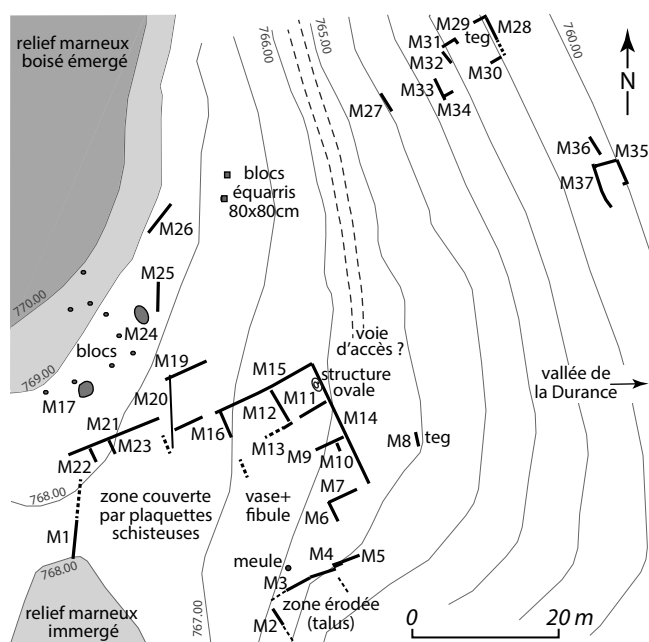 relief marneux
boisé émergé
766.00
765.00
M29
M28
teg
760.00
M31
M32
M30
N
M33
M34
M27
blocs
équarris
80x80cm
M36
M35
M37
M26
M25
770.00
M24
blocs
voie
d'accès ?
M19
M15
structure
ovale
vallée de
la Durance
769.00
M17
M20
M12
M11
M14
M21
M16
M13
M8
teg
M23
M22
M9
M10
768.00
zone couverte
par plaquettes
schisteuses
vase+
fibule
M7
M6
M1
768.00
meule
M4
M5
M3
relief marneux
immergé
767.00
M2
zone érodée
(talus)
0
20 m